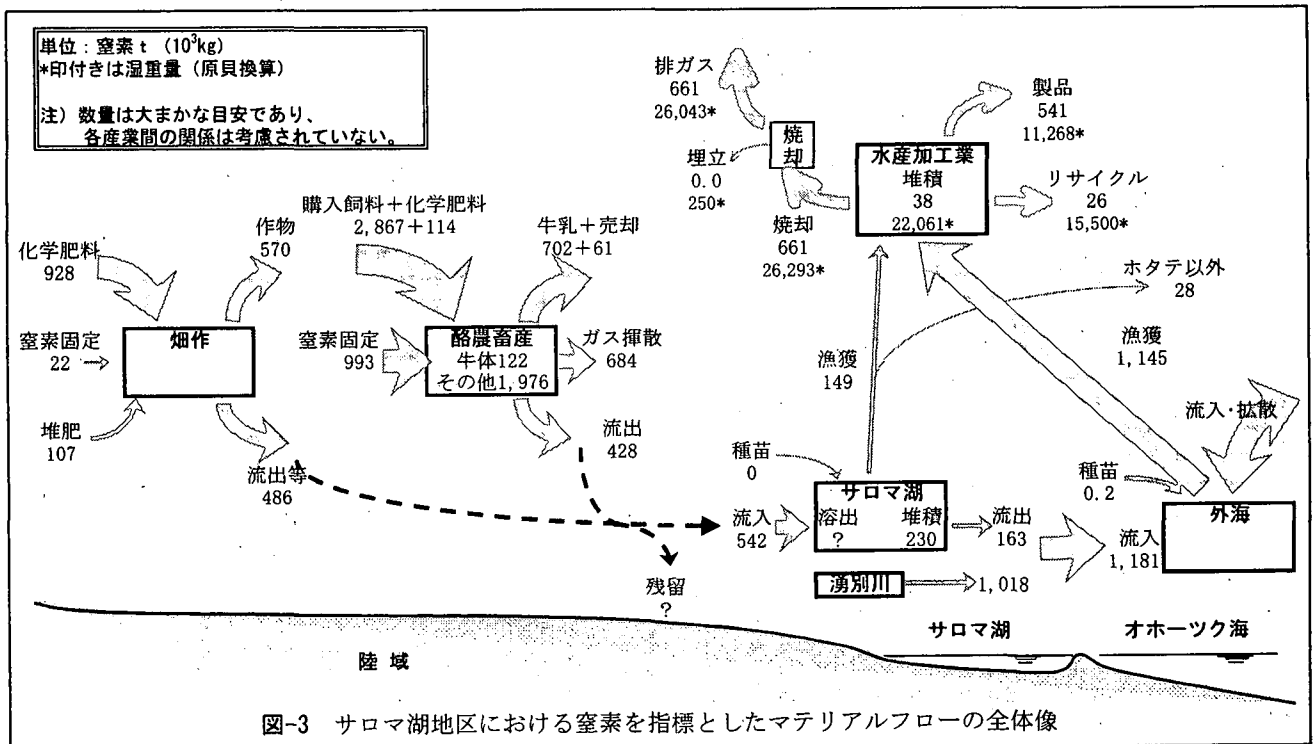 単位：窒素 t （10³kg）
*印付きは湿重量（原貝換算）
注）数量は大まかな目安であり、
各産業間の関係は考慮されていない。
排ガス
661
26,043*
焼却
埋立
0.0
250*
焼却
661
26,293*
水産加工業
堆積
38
22,061*
製品
541
11,268*
リサイクル
26
15,500*
ホタテ以外
28
漁獲
1,145
漁獲
149
流入・拡散
化学肥料
928
作物
570
窒素固定
22
畑作
堆肥
107
流出等
486
購入飼料＋化学肥料
2,867＋114
牛乳＋売却
702＋61
窒素固定
993
酪農畜産
牛体122
その他1,976
ガス揮散
684
流出
428
残留
?
種苗
0
流入
542
サロマ湖
溶出 堆積
? 230
流出
163
湧別川
1,018
種苗
0.2
流入
1,181
外海
陸域
サロマ湖
オホーツク海
図-3 サロマ湖地区における窒素を指標としたマテリアルフローの全体像